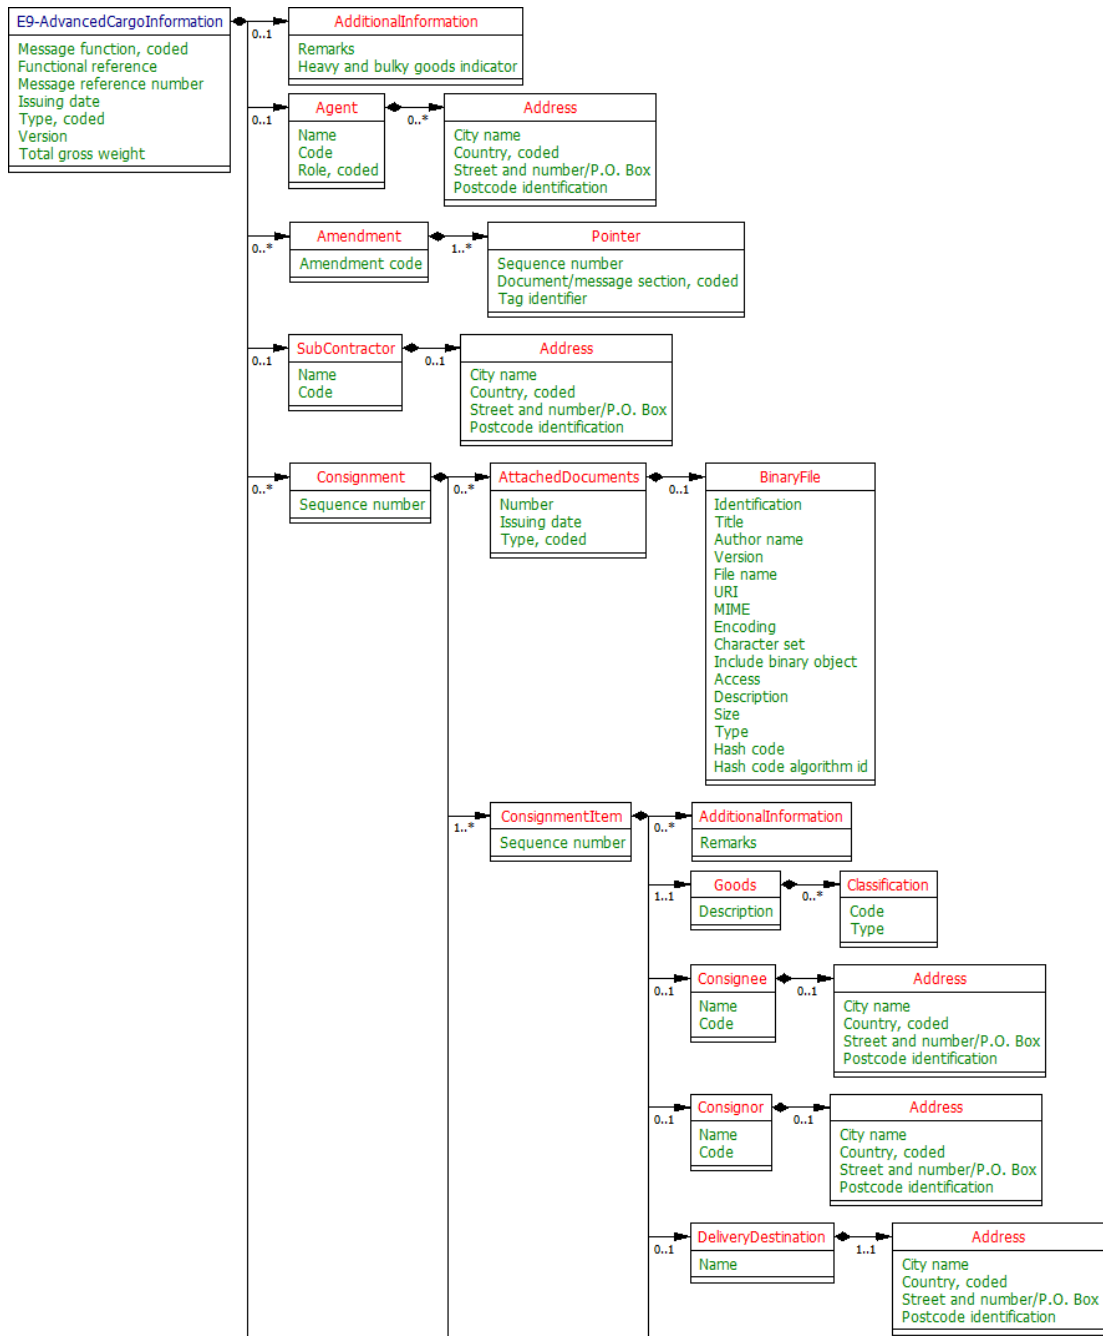 E9-AdvancedCargoInformation
Message function, coded
Functional reference
Message reference number
Issuing date
Type, coded
Version
Total gross weight
0..1
AdditionalInformation
Remarks
Heavy and bulky goods indicator
0..1
Agent
Name
Code
Role, coded
0..*
Address
City name
Country, coded
Street and number/P.O. Box
Postcode identification
0..*
Amendment
Amendment code
1..*
Pointer
Sequence number
Document/message section, coded
Tag identifier
0..1
SubContractor
Name
Code
0..1
Address
City name
Country, coded
Street and number/P.O. Box
Postcode identification
0..*
Consignment
Sequence number
0..*
AttachedDocuments
Number
Issuing date
Type, coded
0..1
BinaryFile
Identification
Title
Author name
Version
File name
URI
MIME
Encoding
Character set
Include binary object
Access
Description
Size
Type
Hash code
Hash code algorithm id
1..*
ConsignmentItem
Sequence number
0..*
AdditionalInformation
Remarks
1..1
Goods
Description
0..*
Classification
Code
Type
0..1
Consignee
Name
Code
0..1
Address
City name
Country, coded
Street and number/P.O. Box
Postcode identification
0..1
Consignor
Name
Code
0..1
Address
City name
Country, coded
Street and number/P.O. Box
Postcode identification
0..1
DeliveryDestination
Name
1..1
Address
City name
Country, coded
Street and number/P.O. Box
Postcode identification